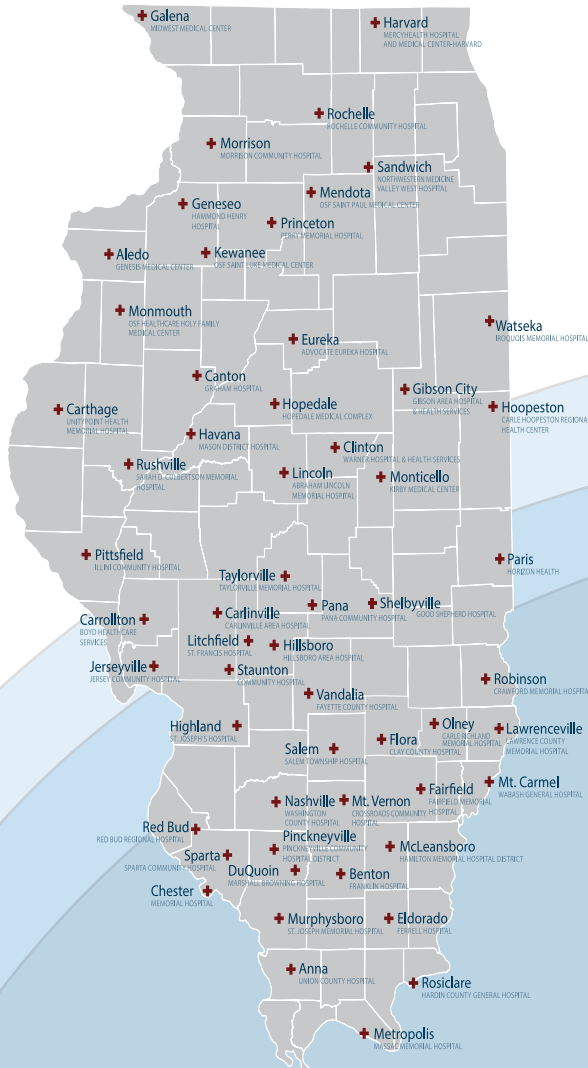 Galena
MIDWEST MEDICAL CENTER
Harvard
MERCYHEALTH HOSPITAL
AND MEDICAL CENTER-HARVARD
Rochelle
ROCHELLE COMMUNITY HOSPITAL
Morrison
MORRISON COMMUNITY HOSPITAL
Sandwich
NORTHWESTERN MEDICINE
VALLEY WEST HOSPITAL
Mendota
OSF SAINT PAUL MEDICAL CENTER
Geneseo
HAMMOND HENRY
HOSPITAL
Princeton
PERRY MEMORIAL HOSPITAL
Aledo
GENESIS MEDICAL CENTER
Kewanee
OSF SAINT LUKE MEDICAL CENTER
Monmouth
OSF HEALTHCARE HOLY FAMILY
MEDICAL CENTER
Watseka
IROQUOIS MEMORIAL HOSPITAL
Eureka
ADVOCATE EUREKA HOSPITAL
Canton
GRAHAM HOSPITAL
Gibson City
GIBSON AREA HOSPITAL
& HEALTH SERVICES
Hoopeston
CARLE HOOPESTON REGIONAL
HEALTH CENTER
Carthage
UNITYPOINT HEALTH
MEMORIAL HOSPITAL
Hopedale
HOPEDALE MEDICAL COMPLEX
Havana
MASON DISTRICT HOSPITAL
Clinton
WARNER HOSPITAL & HEALTH SERVICES
Rushville
SARAH D. CULBERTSON MEMORIAL
HOSPITAL
Lincoln
ABRAHAM LINCOLN
MEMORIAL HOSPITAL
Monticello
KIRBY MEDICAL CENTER
Pittsfield
ILLINI COMMUNITY HOSPITAL
Paris
HORIZON HEALTH
Taylorville
TAYLORVILLE MEMORIAL HOSPITAL
Pana
PANA COMMUNITY HOSPITAL
Shelbyville
GOOD SHEPHERD HOSPITAL
Carrollton
BOYD HEALTHCARE
SERVICES
Carlinville
CARLINVILLE AREA HOSPITAL
Litchfield
ST. FRANCIS HOSPITAL
Hillsboro
HILLSBORO AREA HOSPITAL
Jerseyville
JERSEY COMMUNITY HOSPITAL
Staunton
COMMUNITY HOSPITAL
Robinson
CRAWFORD MEMORIAL HOSPITAL
Vandalia
FAYETTE COUNTY HOSPITAL
Highland
ST. JOSEPH'S HOSPITAL
Olney
CARLE RICHLAND
MEMORIAL HOSPITAL
Lawrenceville
LAWRENCE COUNTY
MEMORIAL HOSPITAL
Flora
CLAY COUNTY HOSPITAL
Salem
SALEM TOWNSHIP HOSPITAL
Mt. Carmel
WABASH GENERAL HOSPITAL
Fairfield
FAIRFIELD MEMORIAL
HOSPITAL
Nashville
WASHINGTON
COUNTY HOSPITAL
Mt. Vernon
CROSSROADS COMMUNITY
HOSPITAL
Red Bud
RED BUD REGIONAL HOSPITAL
Pinckneyville
PINCKNEYVILLE COMMUNITY
HOSPITAL DISTRICT
McLeansboro
HAMILTON MEMORIAL HOSPITAL DISTRICT
Sparta
SPARTA COMMUNITY HOSPITAL
DuQuoin
MARSHALL BROWNING HOSPITAL
Benton
FRANKLIN HOSPITAL
Chester
MEMORIAL HOSPITAL
Murphysboro
ST. JOSEPH MEMORIAL HOSPITAL
Eldorado
FERRELL HOSPITAL
Anna
UNION COUNTY HOSPITAL
Rosiclare
HARDIN COUNTY GENERAL HOSPITAL
Metropolis
MASSAC MEMORIAL HOSPITAL